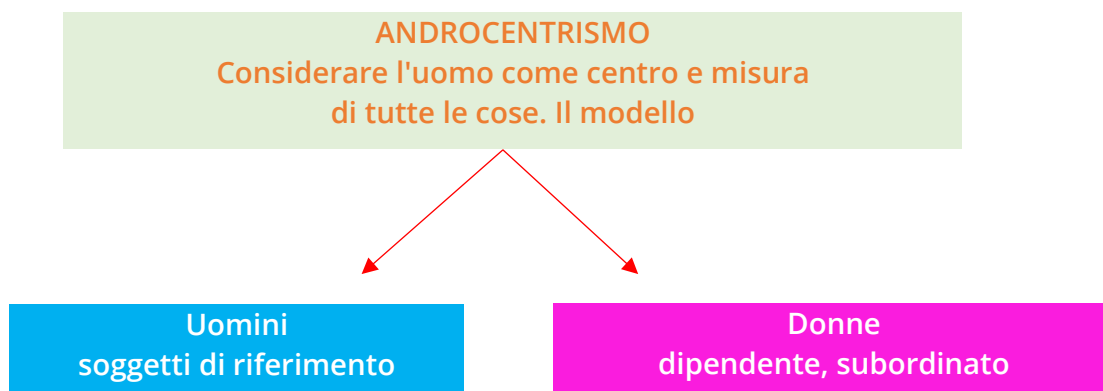 ANDROCENTRISMO
Considerare l'uomo come centro e misura
di tutte le cose. Il modello
Uomini
soggetti di riferimento
Donne
dipendente, subordinato